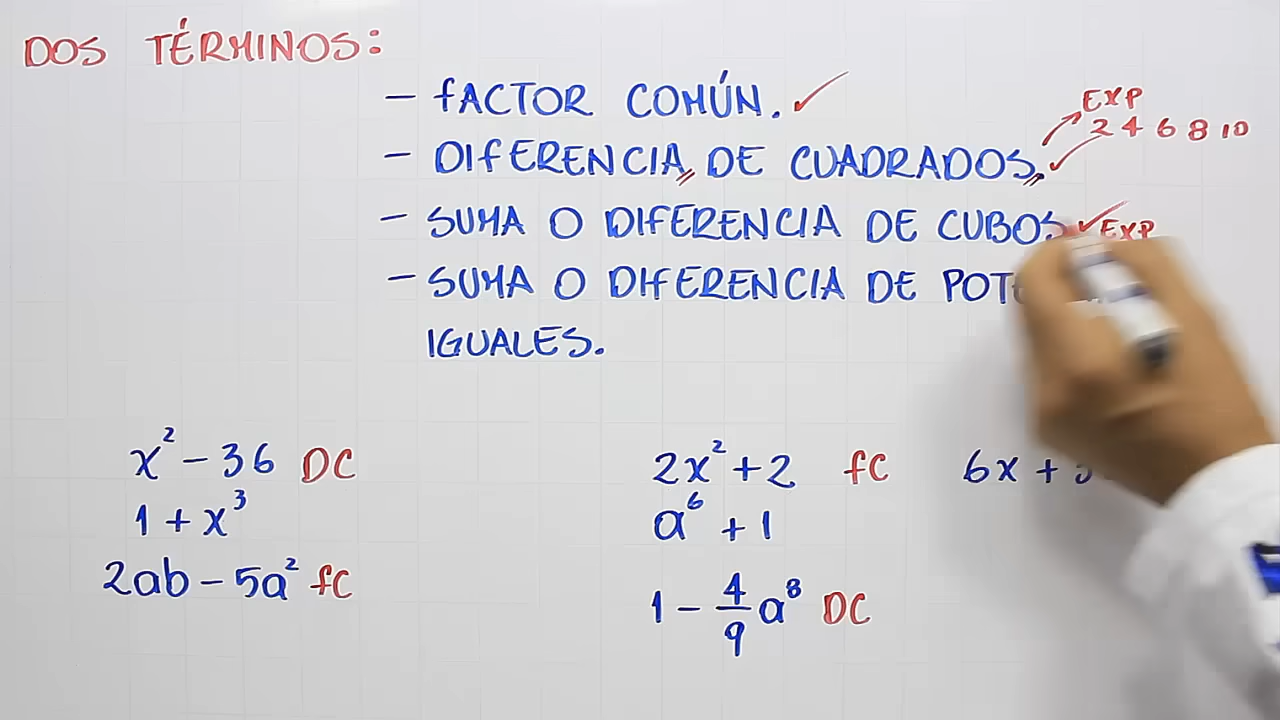 DOS TÉRMINOS:
- fACTOR COMÚN.
EXP
2 4 6 8 10
- DIfERENCIA DE CUADRADOS.
- SUMA O DIFERENCIA DE CUBOS
EXP
- SUMA O DIFERENCIA DE
IGUALES.
x² - 36 DC
2x² + 2 fC
6x +
1 + x³
a⁶ + 1
2ab - 5a² fC
1 - 4/9 a⁸ DC